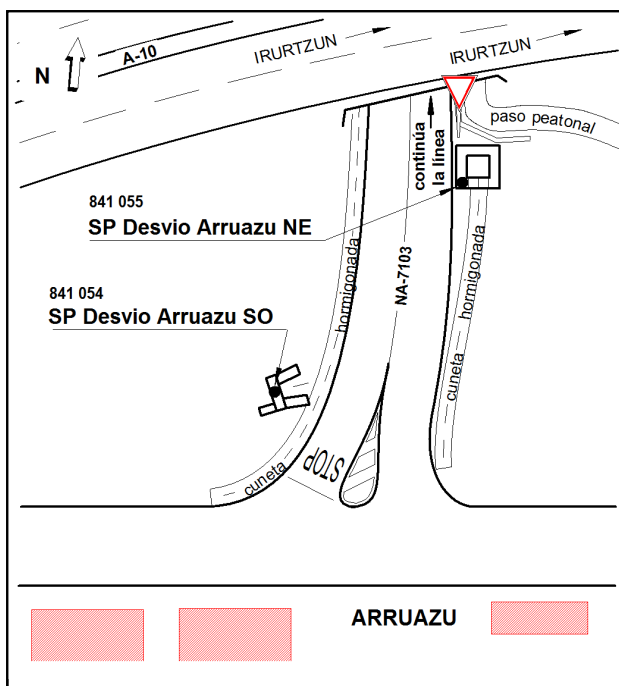 IRURTZUN
IRURTZUN
A-10
N
paso peatonal
continúa
la línea
841 055
SP Desvio Arruazu NE
hormigonada
hormigonada
NA-7103
841 054
SP Desvio Arruazu SO
cuneta
STOP
cuneta
ARRUAZU